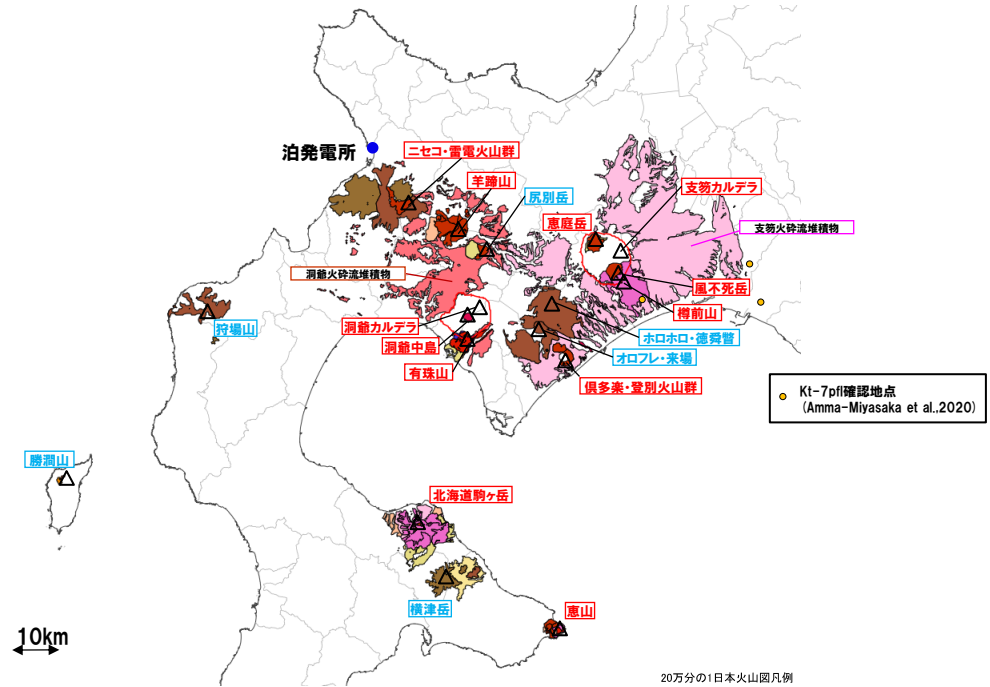 泊発電所
ニセコ・雷電火山群
羊蹄山
尻別岳
支笏カルデラ
恵庭岳
支笏火砕流堆積物
洞爺火砕流堆積物
風不死岳
樽前山
狩場山
洞爺カルデラ
洞爺中島
有珠山
ホロホロ・徳舜瞥
オロフレ・来場
倶多楽・登別火山群
Kt-7pfl確認地点
(Amma-Miyasaka et al.,2020)
勝澗山
北海道駒ヶ岳
横津岳
恵山
10km
20万分の1日本火山図凡例